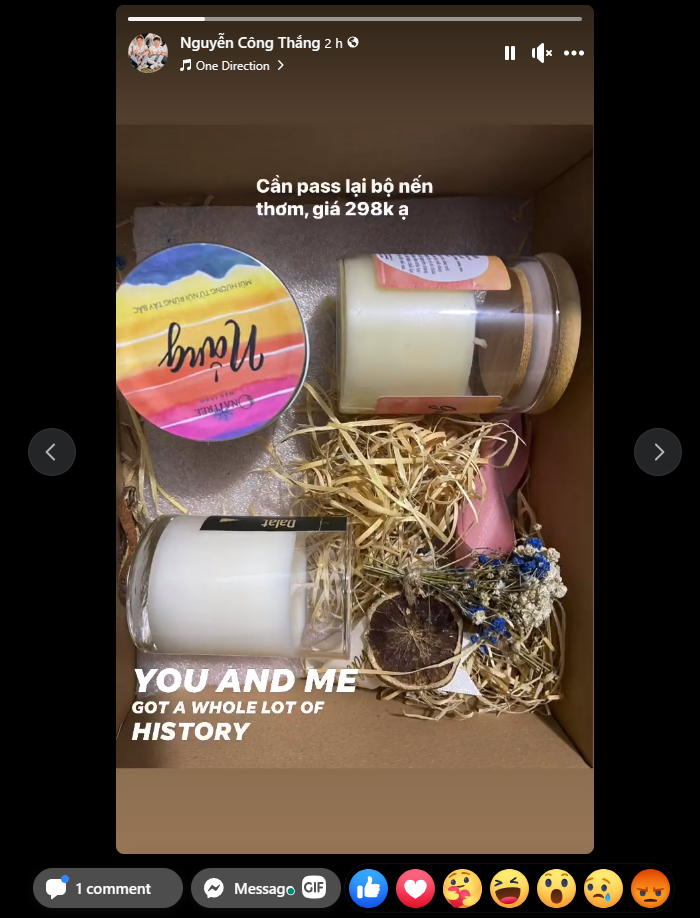 Nguyễn Công Thắng 2 h
One Direction
Cần pass lại bộ nến
thơm, giá 298k ạ
MÙI HƯƠNG TỪ NÚI RỪNG TÂY BẮC
Nắng
Dalat
YOU AND ME
GOT A WHOLE LOT OF
HISTORY
1 comment
Message
GIF